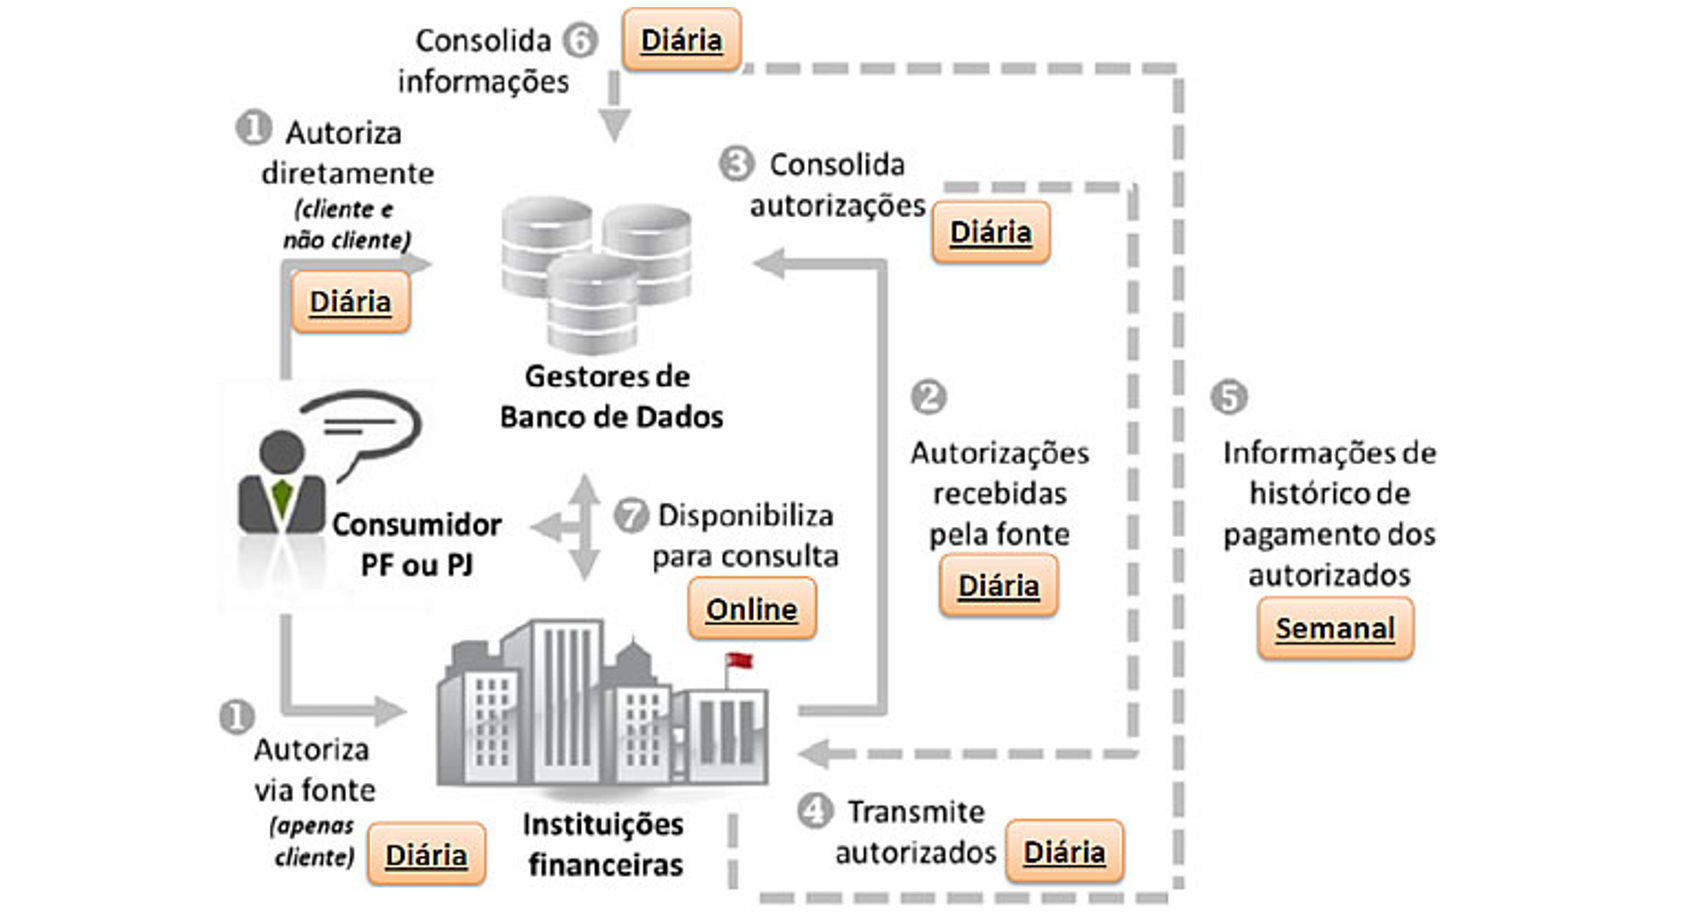 Consolida 6
informações
Diária
1 Autoriza
diretamente
(cliente e
não cliente)
Diária
3 Consolida
autorizações
Diária
Gestores de
Banco de Dados
2
Autorizações
recebidas
pela fonte
Diária
5
Informações de
histórico de
pagamento dos
autorizados
Semanal
Consumidor
PF ou PJ
7 Disponibiliza
para consulta
Online
1
Autoriza
via fonte
(apenas
cliente)
Diária
Instituições
financeiras
4 Transmite
autorizados
Diária